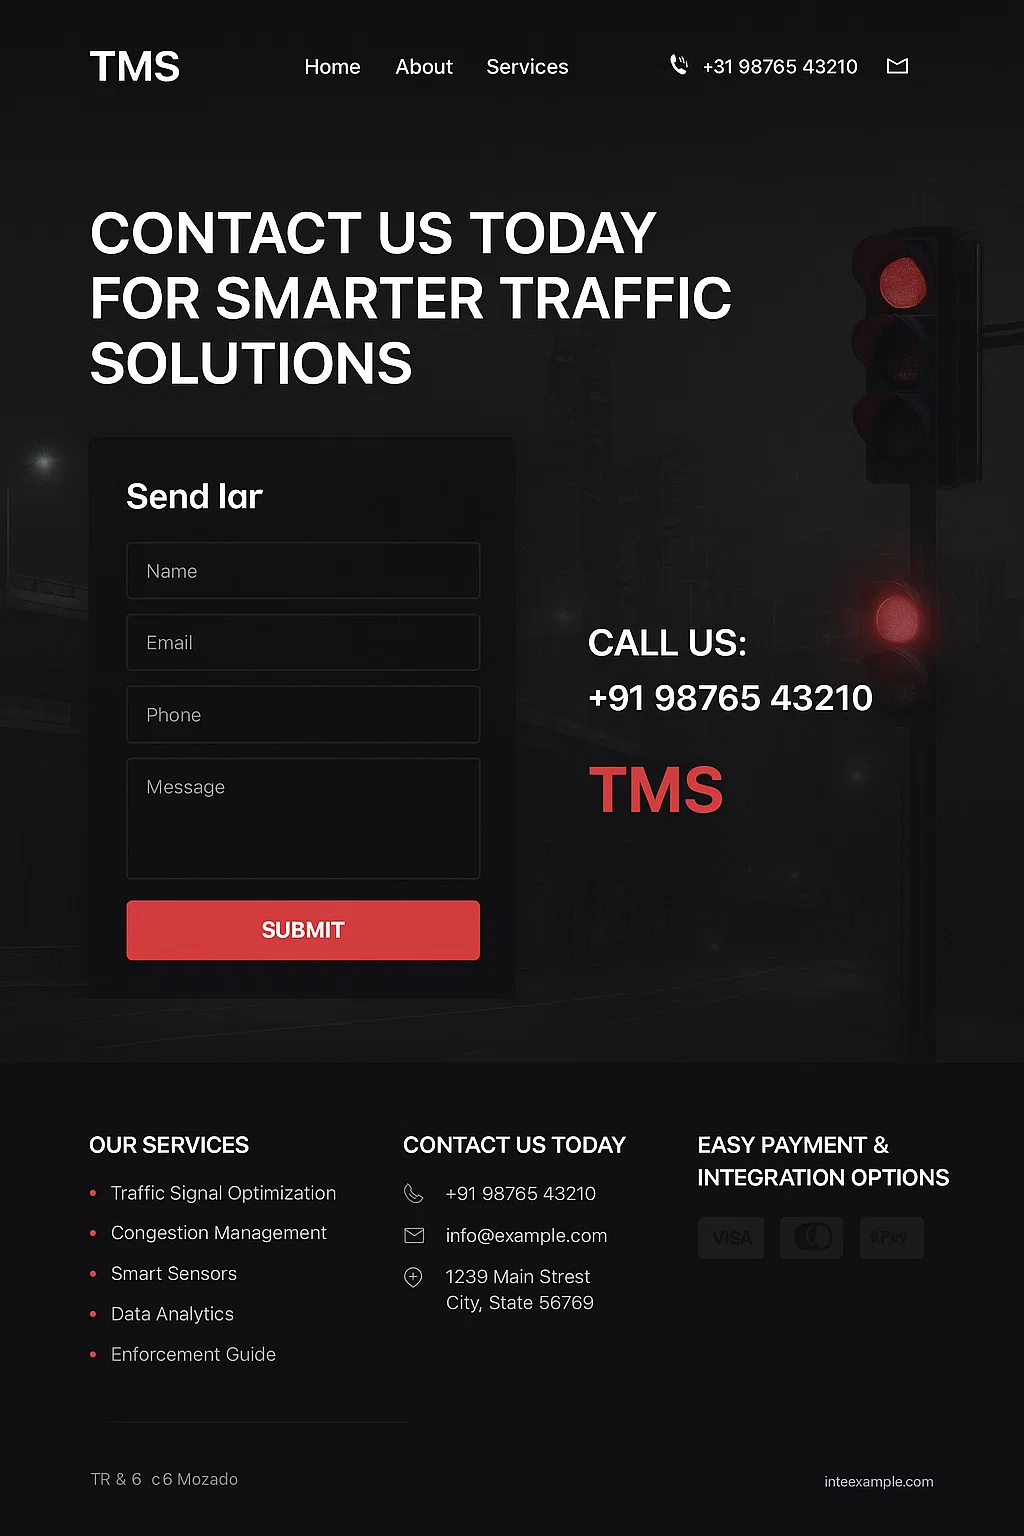 TMS
Home About Services
+31 98765 43210
CONTACT US TODAY
FOR SMARTER TRAFFIC
SOLUTIONS
Send lar
Name
Email
Phone
Message
SUBMIT
CALL US:
+91 98765 43210
TMS
OUR SERVICES
Traffic Signal Optimization
Congestion Management
Smart Sensors
Data Analytics
Enforcement Guide
CONTACT US TODAY
+91 98765 43210
info@example.com
1239 Main Strest
City, State 56769
EASY PAYMENT &
INTEGRATION OPTIONS
VISA
Pay
TR & 6 c6 Mozado
inteexample.com